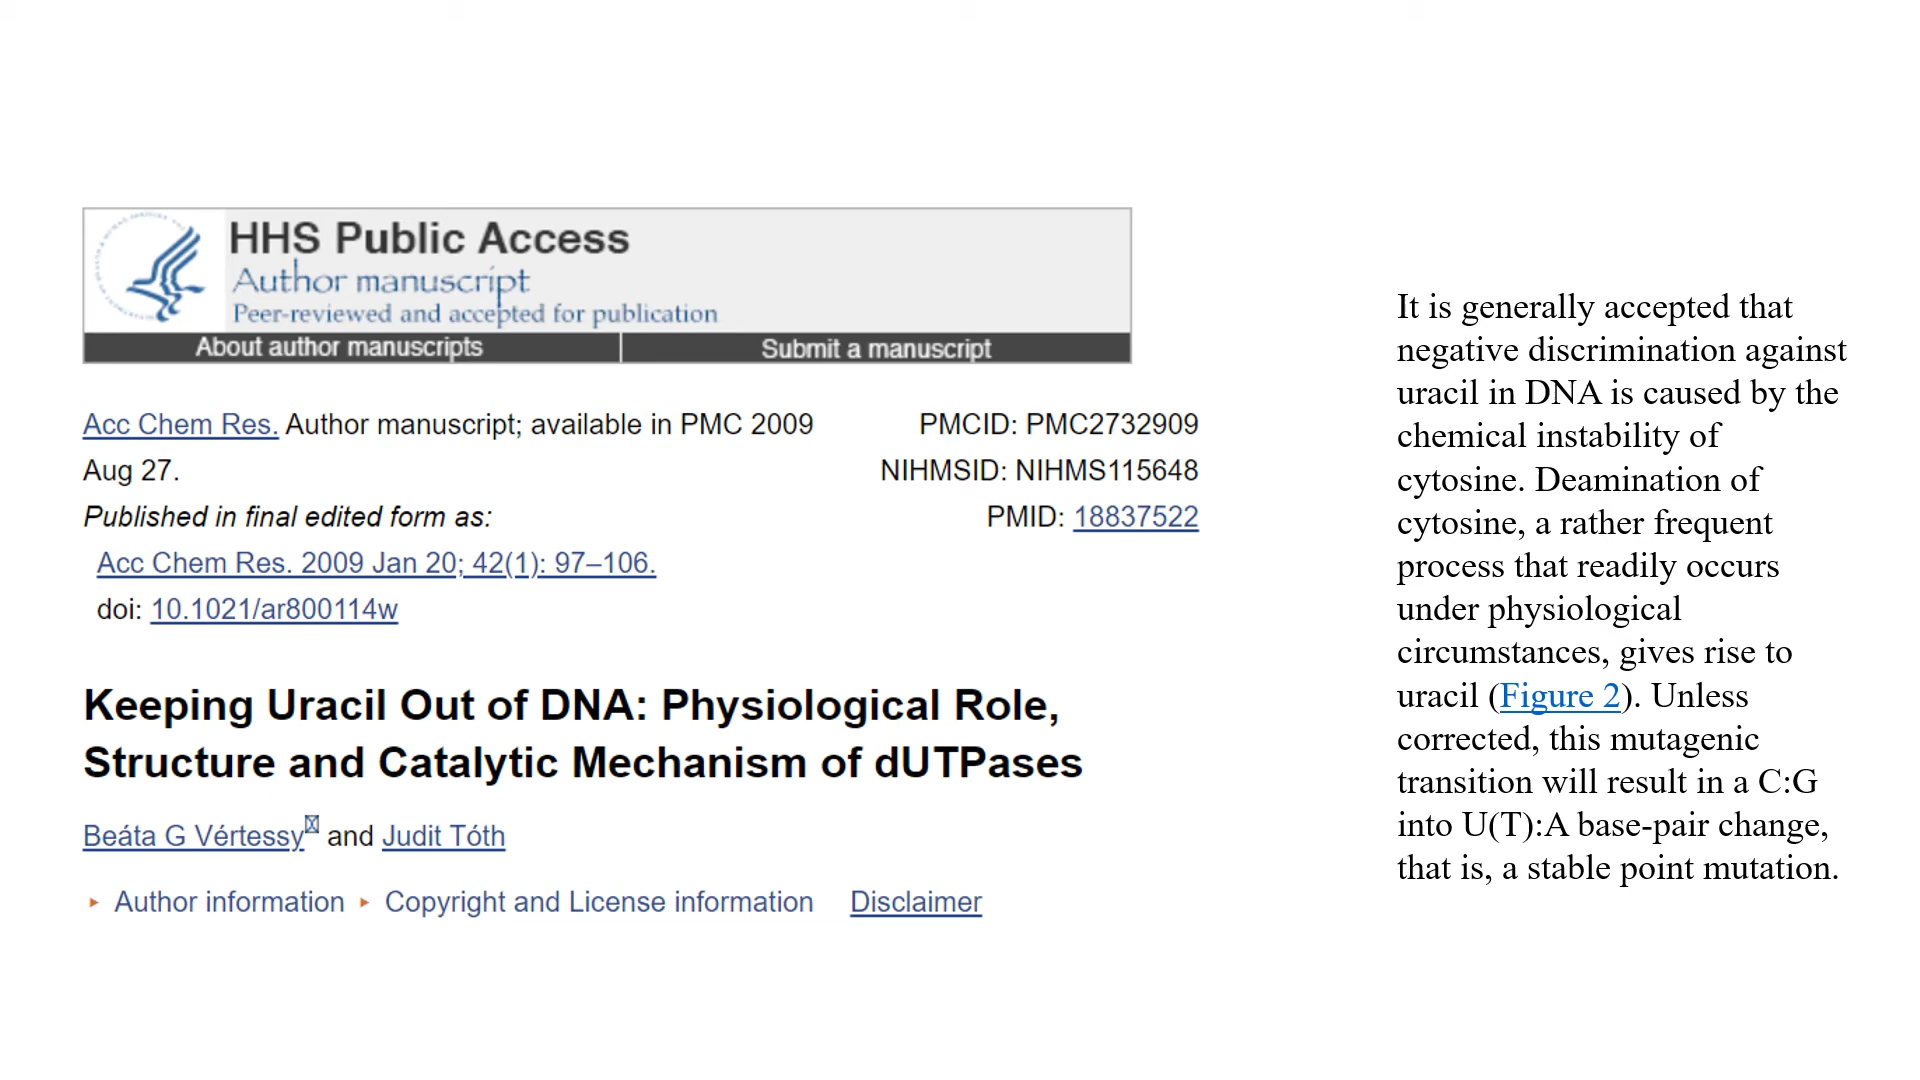 HHS Public Access
Author manuscript
Peer-reviewed and accepted for publication
About author manuscripts
Submit a manuscript
Acc Chem Res. Author manuscript; available in PMC 2009
Aug 27.
Published in final edited form as:
Acc Chem Res. 2009 Jan 20; 42(1): 97–106.
doi: 10.1021/ar800114w
PMCID: PMC2732909
NIHMSID: NIHMS115648
PMID: 18837522
Keeping Uracil Out of DNA: Physiological Role,
Structure and Catalytic Mechanism of dUTPases
Beáta G Vértessy and Judit Tóth
Author information
Copyright and License information
Disclaimer
It is generally accepted that
negative discrimination against
uracil in DNA is caused by the
chemical instability of
cytosine. Deamination of
cytosine, a rather frequent
process that readily occurs
under physiological
circumstances, gives rise to
uracil (Figure 2). Unless
corrected, this mutagenic
transition will result in a C:G
into U(T):A base-pair change,
that is, a stable point mutation.